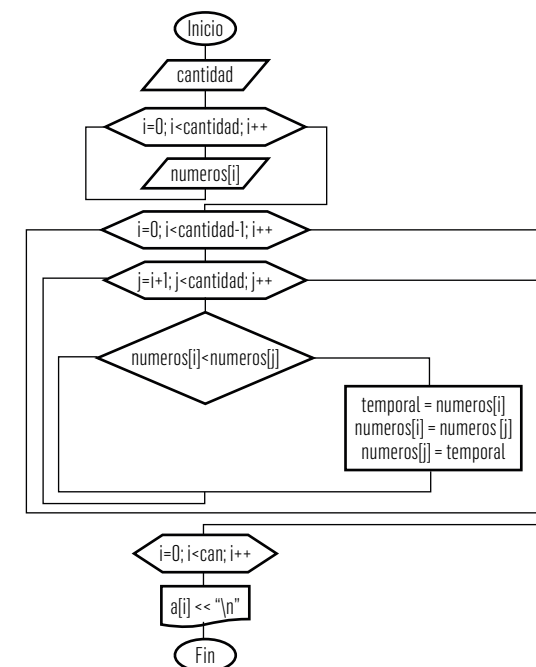 Inicio
cantidad
i=0; i<cantidad; i++
numeros[i]
i=0; i<cantidad-1; i++
j=i+1; j<cantidad; j++
numeros[i]<numeros[j]
temporal = numeros[i]
numeros[i] = numeros [j]
numeros[j] = temporal
i=0; i<can; i++
a[i] << “\n”
Fin